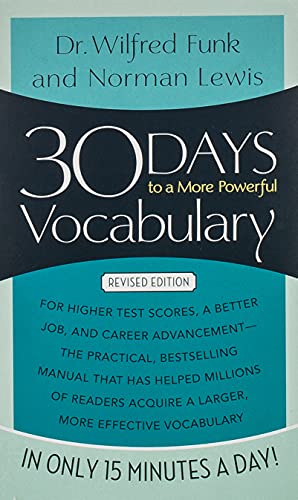 Dr. Wilfred Funk
and Norman Lewis
30 DAYS
to a More Powerful
Vocabulary
REVISED EDITION
FOR HIGHER TEST SCORES, A BETTER
JOB, AND CAREER ADVANCEMENT—
THE PRACTICAL, BESTSELLING
MANUAL THAT HAS HELPED MILLIONS
OF READERS ACQUIRE A LARGER,
MORE EFFECTIVE VOCABULARY
IN ONLY 15 MINUTES A DAY!